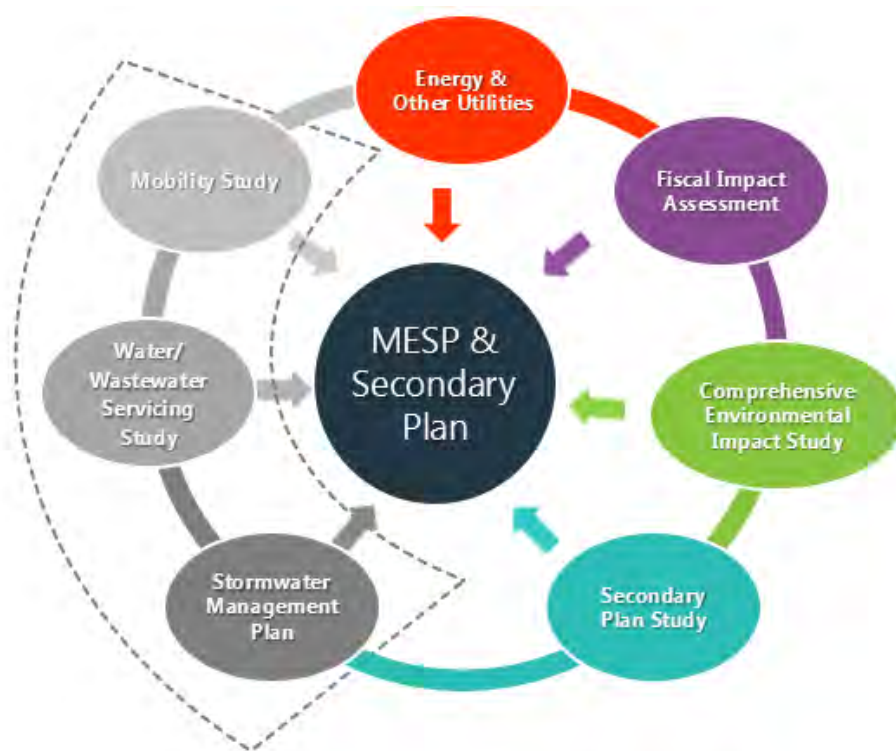 Energy &
Other Utilities
Mobility Study
Fiscal Impact
Assessment
MESP &
Secondary
Plan
Water/
Wastewater
Servicing
Study
Comprehensive
Environmental
Impact Study
Stormwater
Management
Plan
Secondary
Plan Study